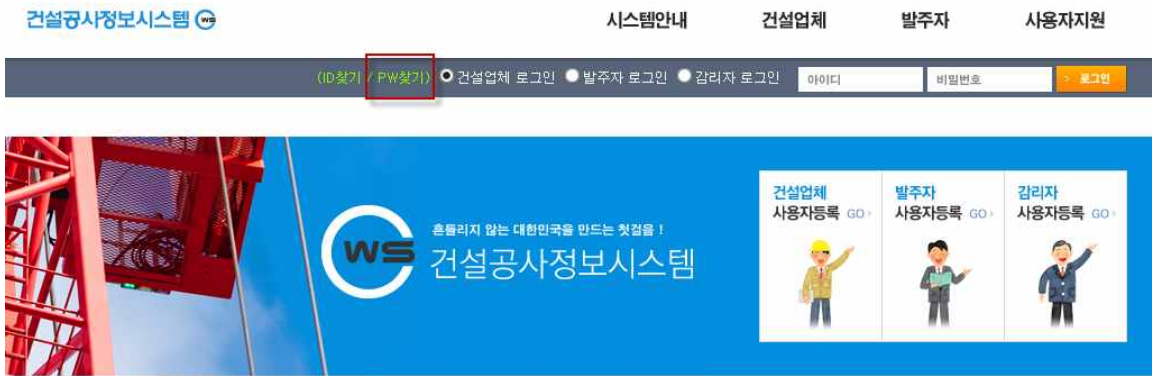 건설공사정보시스템 ws
시스템안내 건설업체 발주자 사용자지원
(ID찾기 / PW찾기) 건설업체 로그인 발주자 로그인 감리자 로그인 아이디 비밀번호 > 로그인
건설업체 발주자 감리자
사용자등록 GO › 사용자등록 GO › 사용자등록 GO ›
흔들리지 않는 대한민국을 만드는 첫걸음 !
ws 건설공사정보시스템